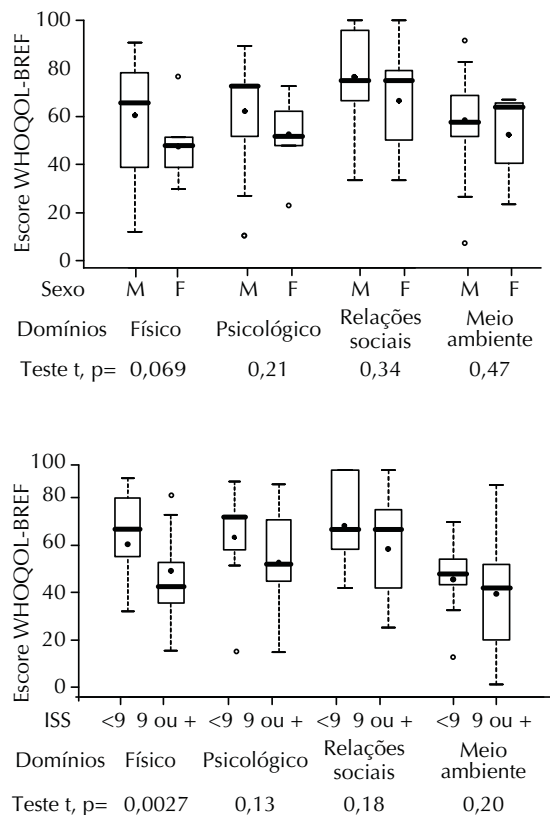 Escore WHOQOL-BREF
100
80
60
40
20
0
Sexo M F M F M F M F
Domínios Físico Psicológico Relações sociais Meio ambiente
Teste t, p= 0,069 0,21 0,34 0,47
Escore WHOQOL-BREF
100
80
60
40
20
0
ISS <9 9 ou + <9 9 ou + <9 9 ou + <9 9 ou +
Domínios Físico Psicológico Relações sociais Meio ambiente
Teste t, p= 0,0027 0,13 0,18 0,20